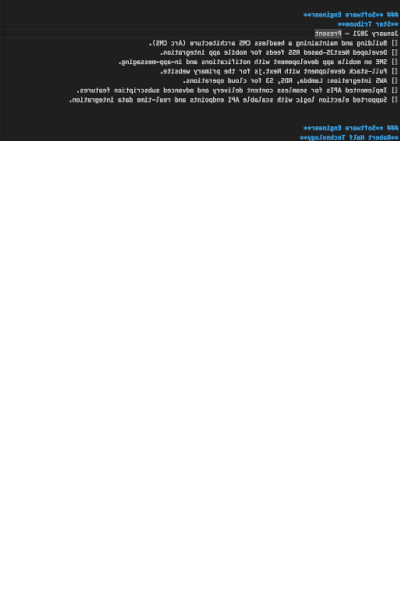 ### **Software Engineer**
**Star Tribune**
January 2021 – Present
[] Building and maintaining a headless CMS architecture (Arc CMS).
[] Developed NestJS-based RSS feeds for mobile app integration.
[] SME on mobile app development with notifications and in-app-messaging.
[] Full-stack development with Next.js for the primary website.
[] AWS integration: Lambda, RDS, S3 for cloud operations.
[] Implemented APIs for seamless content delivery and advanced subscription features.
[] Supported election logic with scalable API endpoints and real-time data integration.
### **Software Engineer**
**Robert Half Technology**